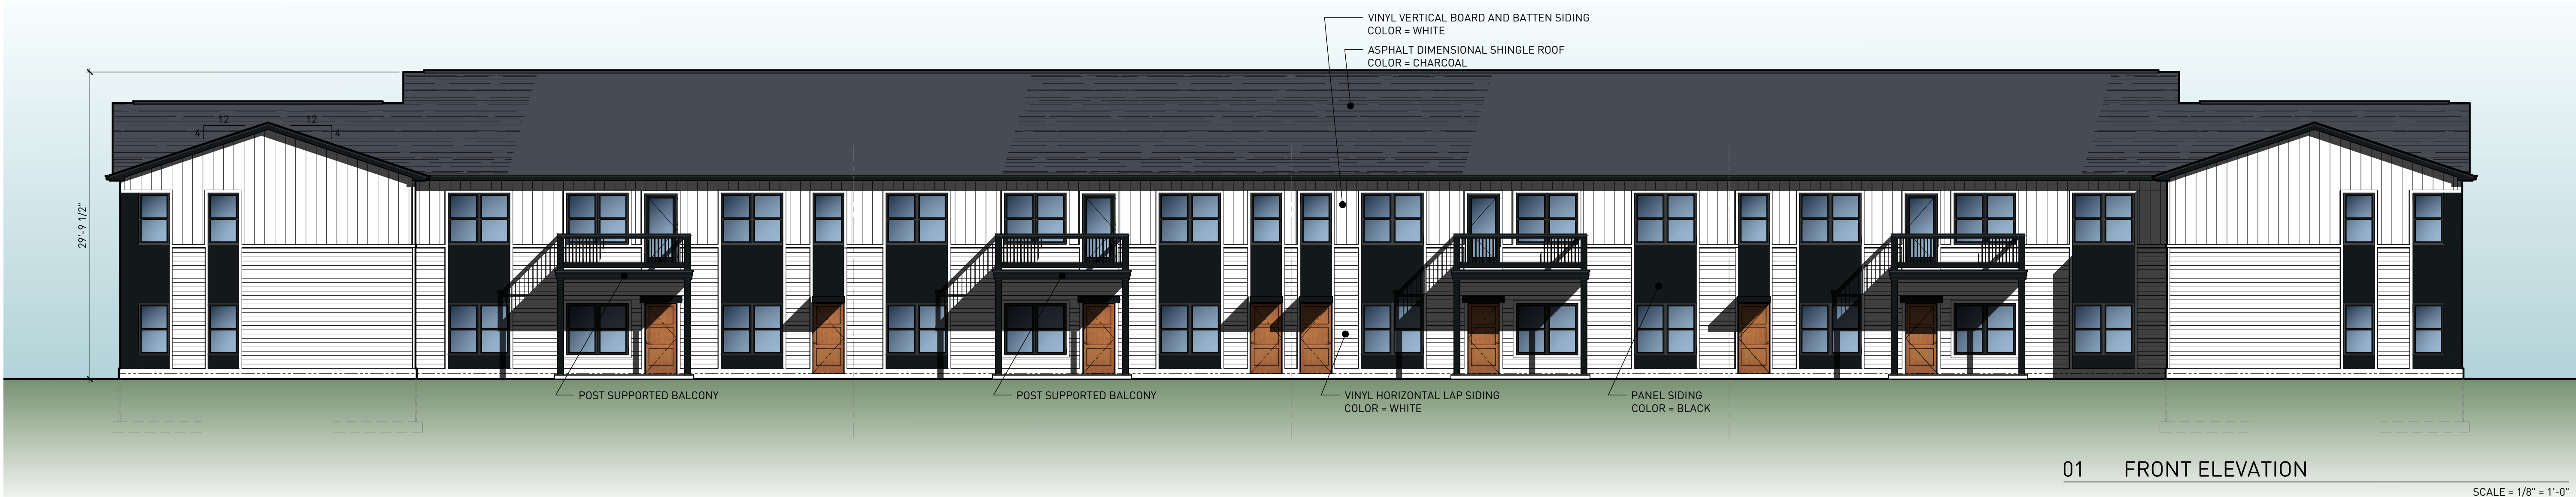 VINYL VERTICAL BOARD AND BATTEN SIDING
COLOR = WHITE
ASPHALT DIMENSIONAL SHINGLE ROOF
COLOR = CHARCOAL
12
4
12
4
29'-9 1/2"
POST SUPPORTED BALCONY
POST SUPPORTED BALCONY
VINYL HORIZONTAL LAP SIDING
COLOR = WHITE
PANEL SIDING
COLOR = BLACK
01 FRONT ELEVATION
SCALE = 1/8" = 1'-0"